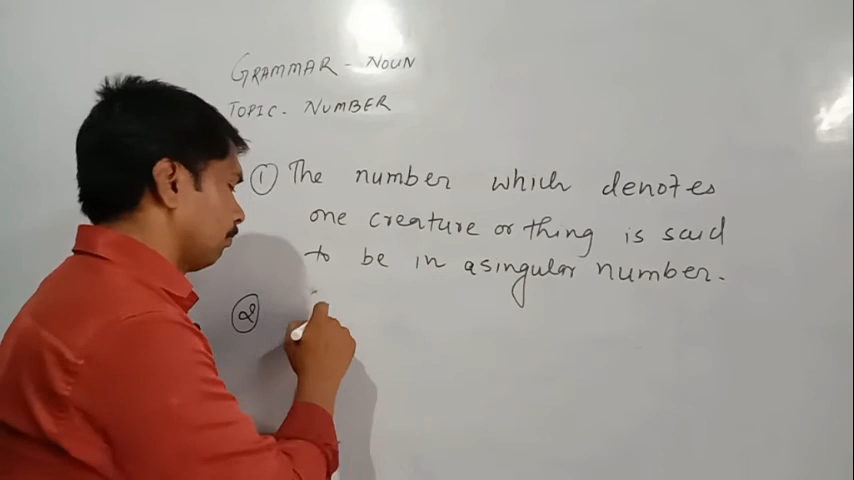 GRAMMAR - NOUN
TOPIC - NUMBER
① The number which denotes
one creature or thing is said
to be in a singular number.
②